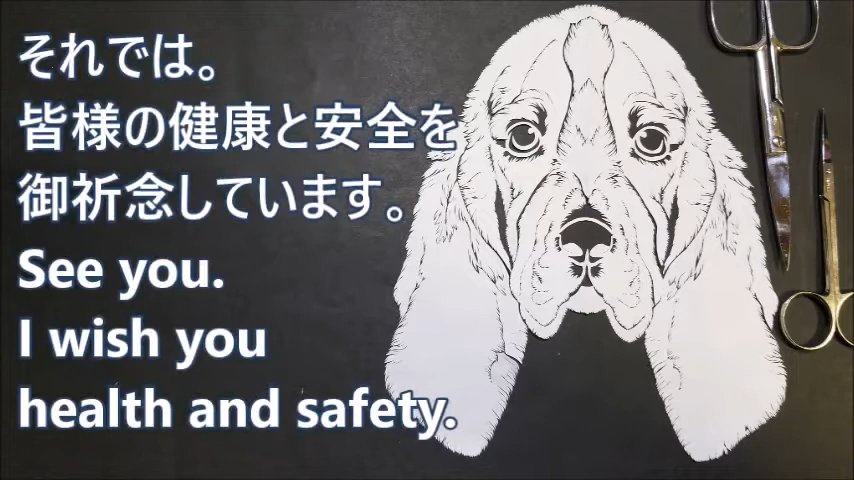 それでは。
皆様の健康と安全を
御祈念しています。
See you.
I wish you
health and safety.